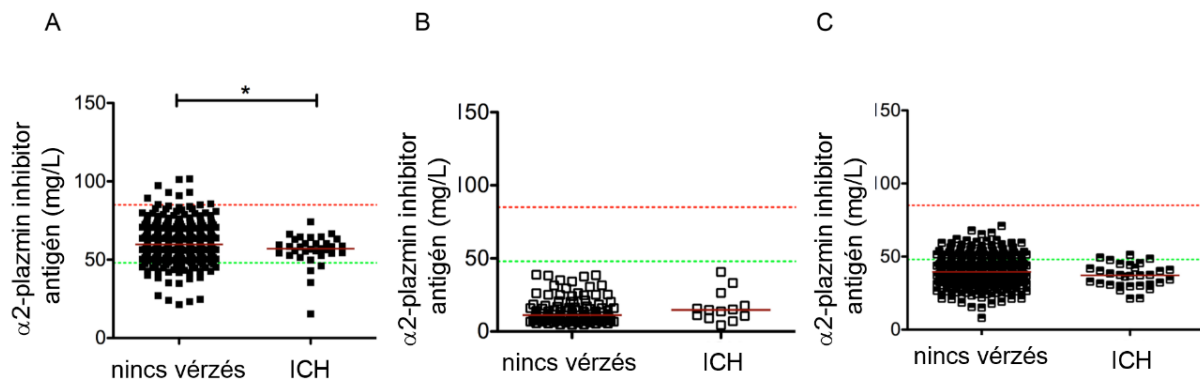 A
B
C
*
α2-plazmin inhibitor
antigén (mg/L)
150
100
50
0
nincs vérzés
ICH
α2-plazmin inhibitor
antigén (mg/L)
150
100
50
0
nincs vérzés
ICH
α2-plazmin inhibitor
antigén (mg/L)
150
100
50
0
nincs vérzés
ICH